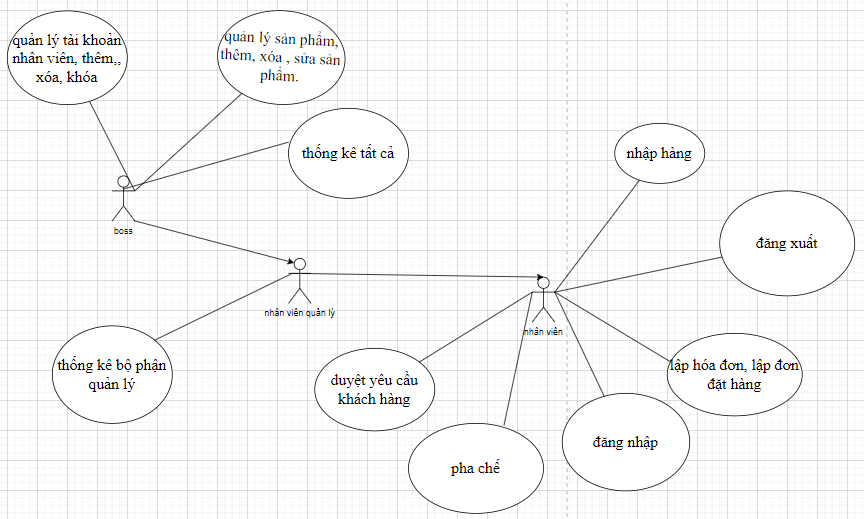 quản lý tài khoản
nhân viên, thêm,,
xóa, khóa
quản lý sản phẩm,
thêm, xóa , sửa sản
phẩm.
thống kê tất cả
nhập hàng
đăng xuất
boss
nhân viên quản lý
nhân viên
thống kê bộ phận
quản lý
duyệt yêu cầu
khách hàng
lập hóa đơn, lập đơn
đặt hàng
đăng nhập
pha chế